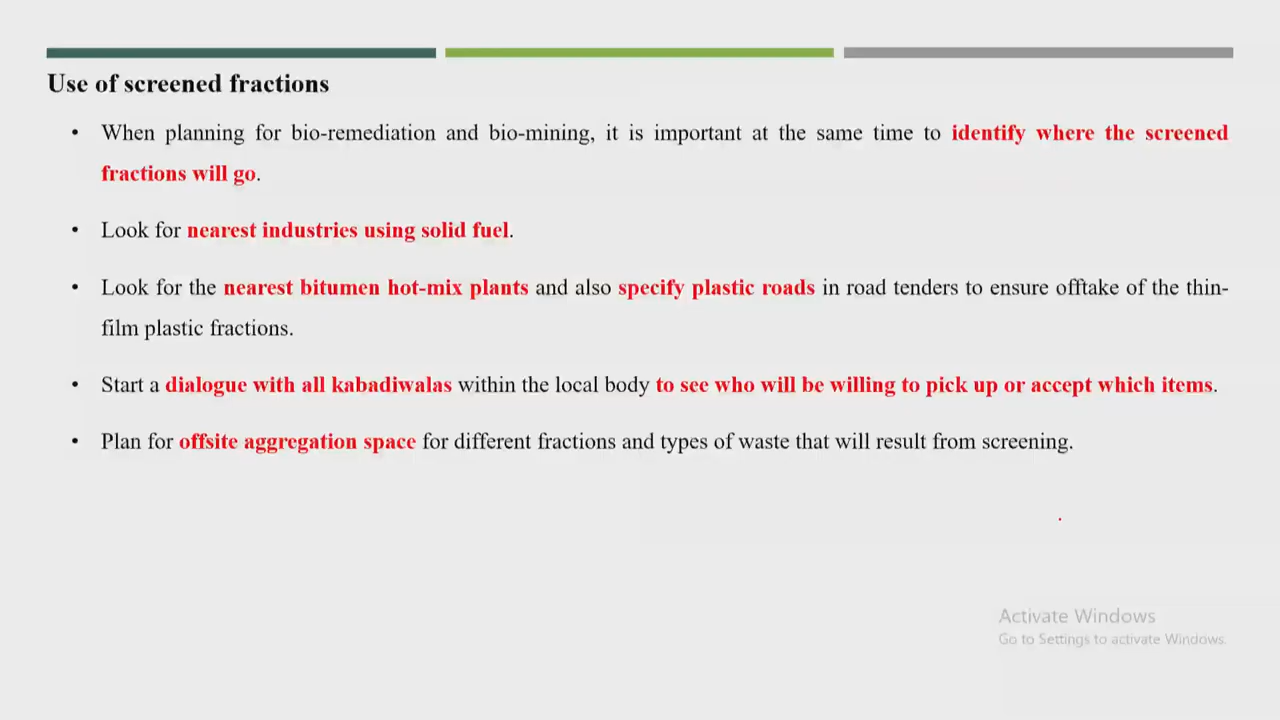 Use of screened fractions
• When planning for bio-remediation and bio-mining, it is important at the same time to identify where the screened
fractions will go.
• Look for nearest industries using solid fuel.
• Look for the nearest bitumen hot-mix plants and also specify plastic roads in road tenders to ensure offtake of the thin-
film plastic fractions.
• Start a dialogue with all kabadiwalas within the local body to see who will be willing to pick up or accept which items.
• Plan for offsite aggregation space for different fractions and types of waste that will result from screening.
Activate Windows
Go to Settings to activate Windows.